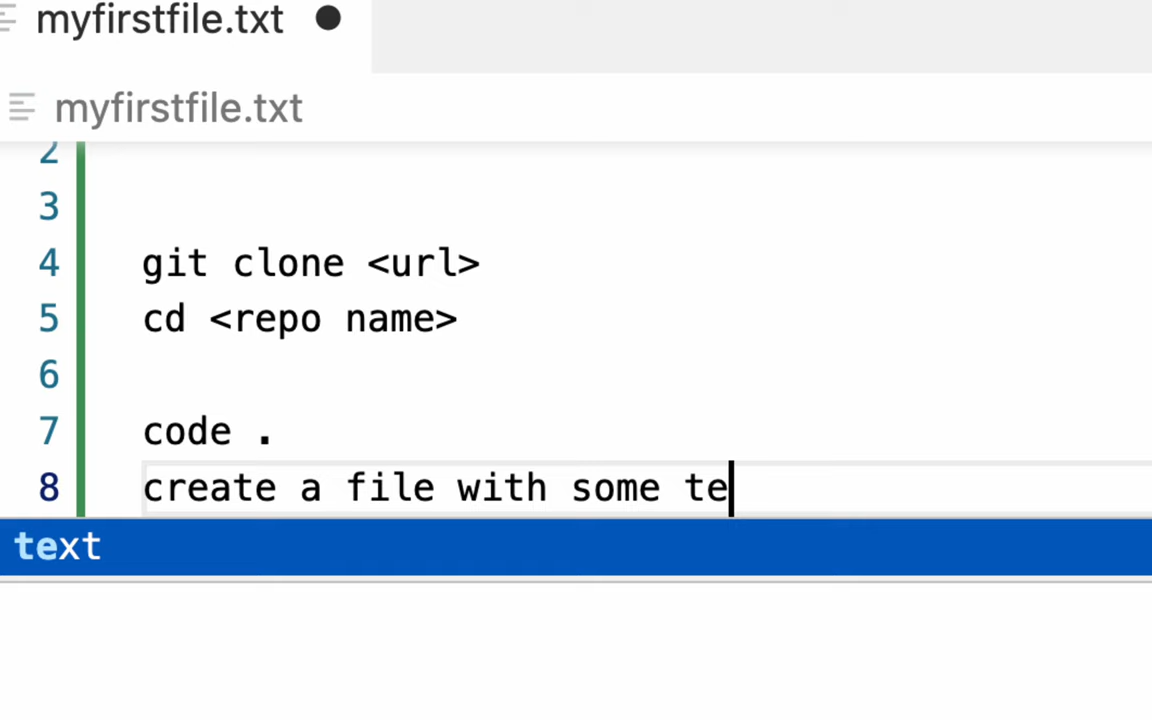 myfirstfile.txt
myfirstfile.txt
2
3
4 git clone <url>
5 cd <repo name>
6
7 code .
8 create a file with some te
text